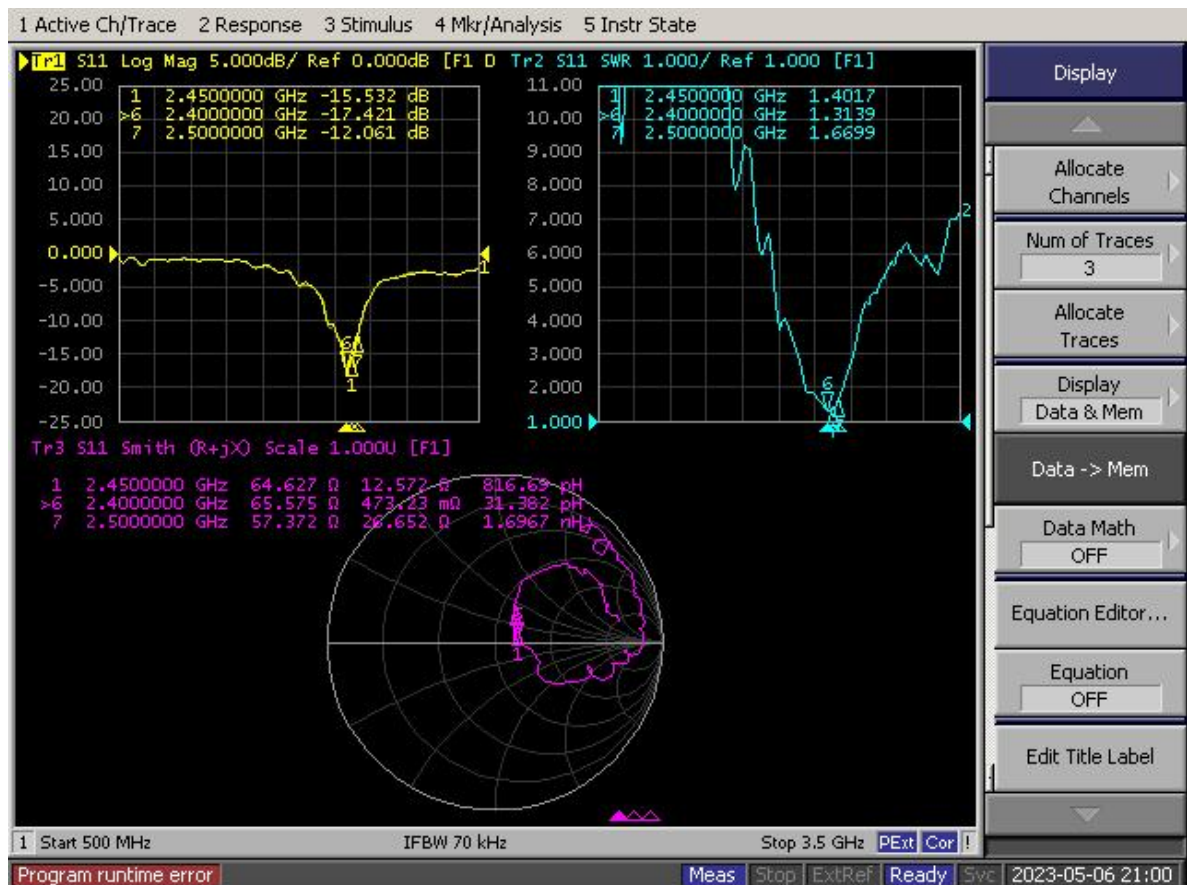 1 Active Ch/Trace 2 Response 3 Stimulus 4 Mkr/Analysis 5 Instr State
Tr1 S11 Log Mag 5.000dB/ Ref 0.000dB [F1 D
25.00
20.00
15.00
10.00
5.000
0.000
-5.000
-10.00
-15.00
-20.00
-25.00
1 2.4500000 GHz -15.532 dB
>6 2.4000000 GHz -17.421 dB
7 2.5000000 GHz -12.061 dB
6
1
1
Tr2 S11 SWR 1.000/ Ref 1.000 [F1]
11.00
10.00
9.000
8.000
7.000
6.000
5.000
4.000
3.000
2.000
1.000
1 2.4500000 GHz 1.4017
>6 2.4000000 GHz 1.3139
7 2.5000000 GHz 1.6699
2
6
Tr3 S11 Smith (R+jX) Scale 1.000U [F1]
1 2.4500000 GHz 64.627 Ω 12.572 Ω 816.69 pH
>6 2.4000000 GHz 65.575 Ω 473.23 mΩ 31.382 pH
7 2.5000000 GHz 57.372 Ω 26.652 Ω 1.6967 nH
1
1 Start 500 MHz IFBW 70 kHz Stop 3.5 GHz PExt Cor !
Program runtime error Meas Stop ExtRef Ready Svc 2023-05-06 21:00
Display
Allocate
Channels
Num of Traces
3
Allocate
Traces
Display
Data & Mem
Data -> Mem
Data Math
OFF
Equation Editor...
Equation
OFF
Edit Title Label